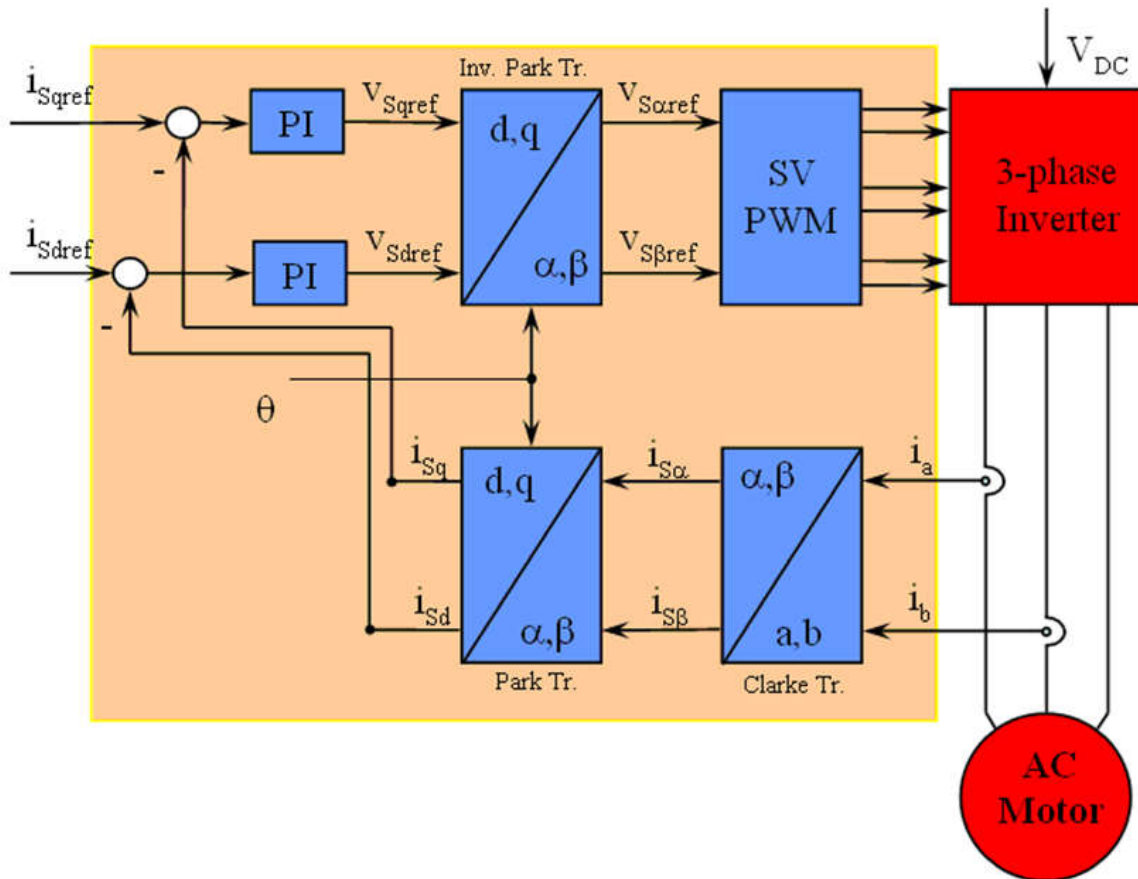 Inv. Park Tr.
V_DC
i_Sqref
v_Sqref
v_Sαref
PI
d,q
α,β
SV
PWM
3-phase
Inverter
-
i_Sdref
v_Sdref
v_Sβref
PI
-
θ
i_Sq
i_Sα
i_a
d,q
α,β
α,β
a,b
i_Sd
i_Sβ
i_b
Park Tr.
Clarke Tr.
AC
Motor